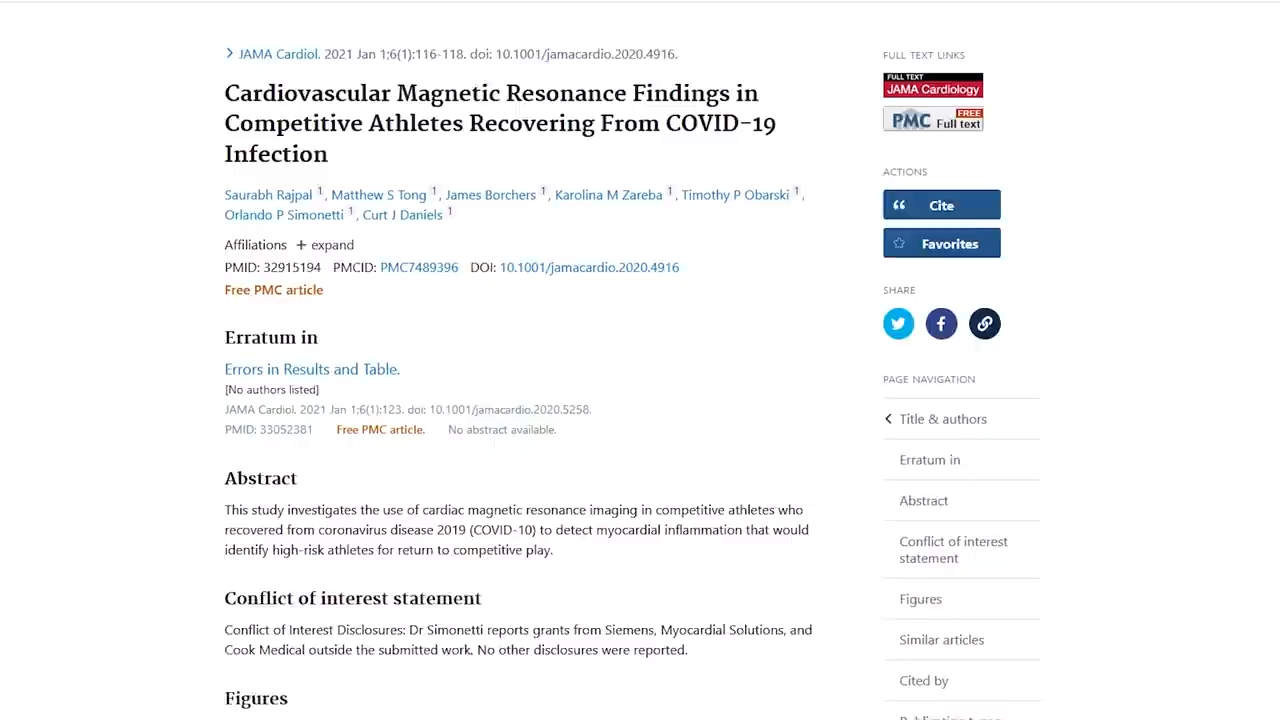 JAMA Cardiol. 2021 Jan 1;6(1):116-118. doi: 10.1001/jamacardio.2020.4916.
Cardiovascular Magnetic Resonance Findings in
Competitive Athletes Recovering From COVID-19
Infection
Saurabh Rajpal 1, Matthew S Tong 1, James Borchers 1, Karolina M Zareba 1, Timothy P Obarski 1,
Orlando P Simonetti 1, Curt J Daniels 1
Affiliations + expand
PMID: 32915194 PMCID: PMC7489396 DOI: 10.1001/jamacardio.2020.4916
Free PMC article
Erratum in
Errors in Results and Table.
[No authors listed]
JAMA Cardiol. 2021 Jan 1;6(1):123. doi: 10.1001/jamacardio.2020.5258.
PMID: 33052381 Free PMC article. No abstract available.
Abstract
This study investigates the use of cardiac magnetic resonance imaging in competitive athletes who
recovered from coronavirus disease 2019 (COVID-10) to detect myocardial inflammation that would
identify high-risk athletes for return to competitive play.
Conflict of interest statement
Conflict of Interest Disclosures: Dr Simonetti reports grants from Siemens, Myocardial Solutions, and
Cook Medical outside the submitted work. No other disclosures were reported.
Figures
FULL TEXT LINKS
FULL TEXT
JAMA Cardiology
PMC FREE
Full text
ACTIONS
Cite
Favorites
SHARE
PAGE NAVIGATION
Title & authors
Erratum in
Abstract
Conflict of interest
statement
Figures
Similar articles
Cited by